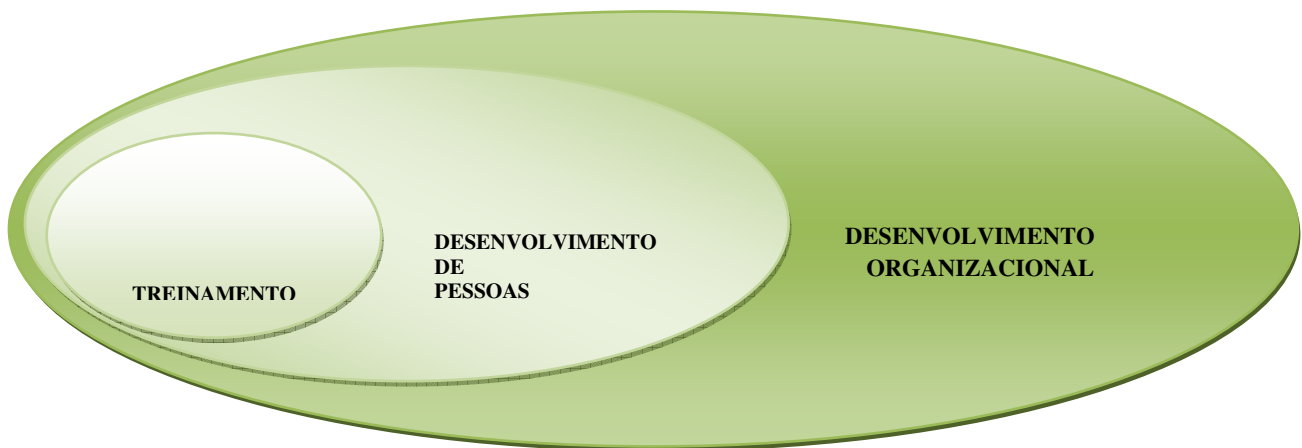 TREINAMENTO
DESENVOLVIMENTO
DE
PESSOAS
DESENVOLVIMENTO
ORGANIZACIONAL